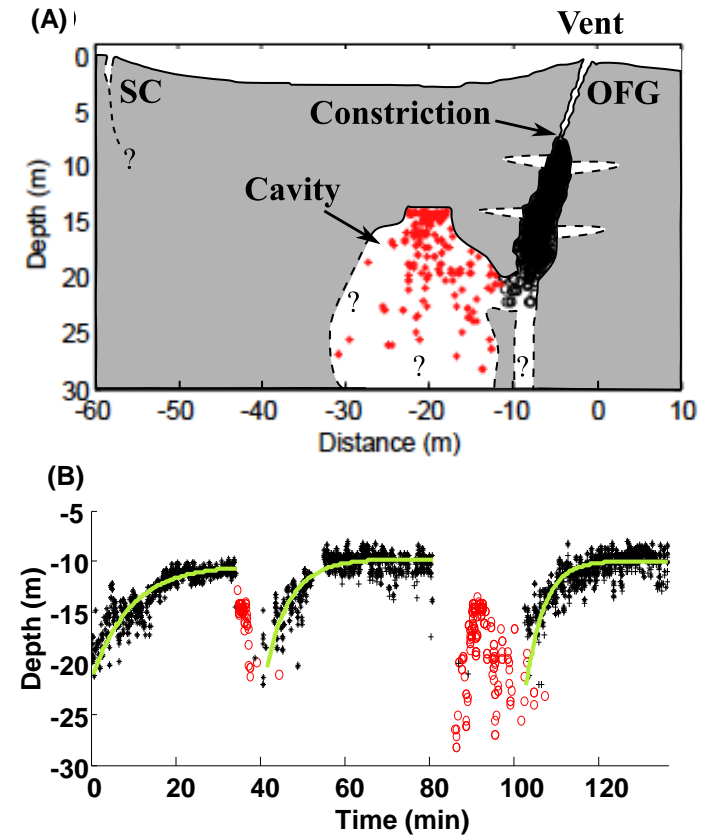 (A)
Vent
0
SC
OFG
5
Constriction
10
?
Cavity
15
20
?
25
?
?
30
Depth (m)
-60 -50 -40 -30 -20 -10 0 10
Distance (m)
(B)
-5
-10
-15
-20
-25
-30
Depth (m)
0 20 40 60 80 100 120
Time (min)